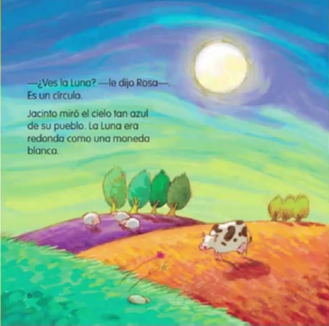 —¿Ves la Luna? —le dijo Rosa—.
Es un círculo.
Jacinto miró el cielo tan azul
de su pueblo. La Luna era
redonda como una moneda
blanca.
6